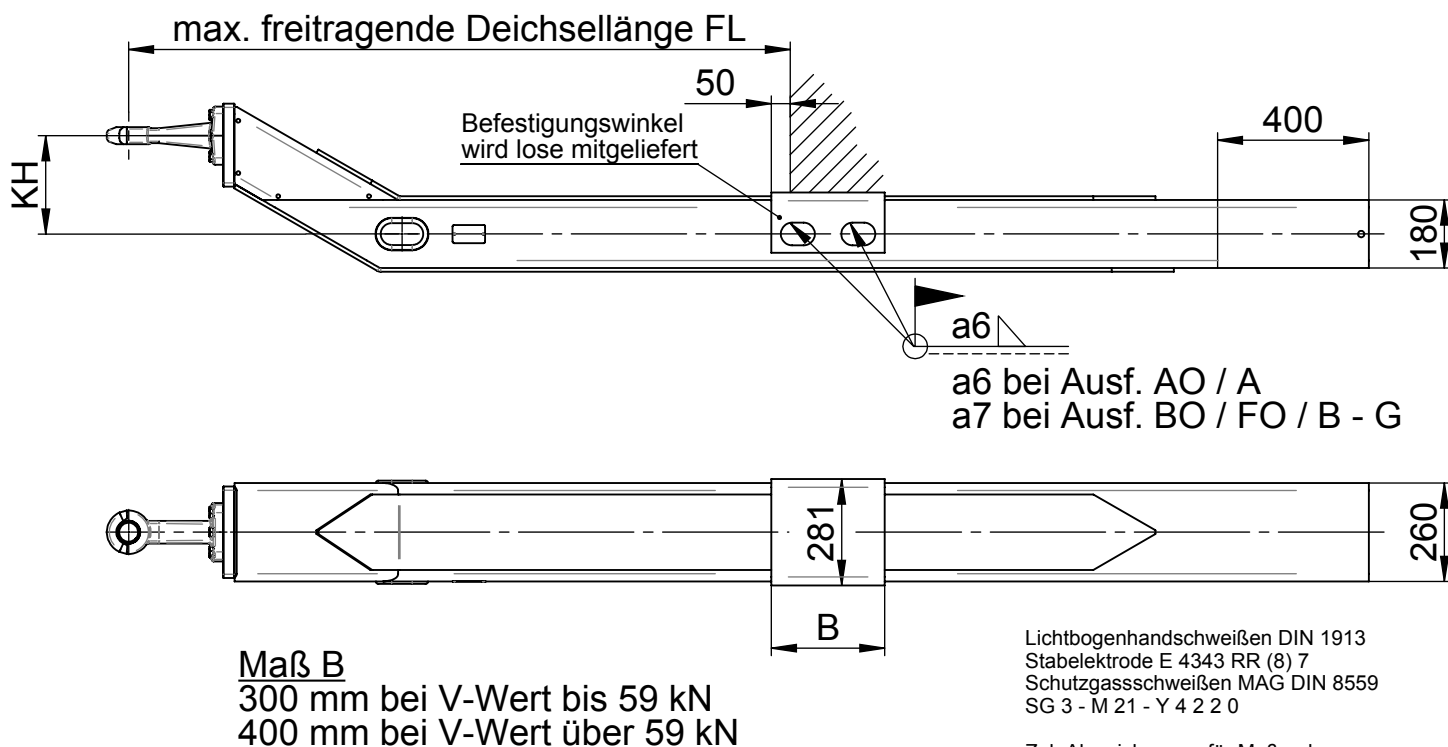 max. freitragende Deichsellänge FL
50
400
Befestigungswinkel
wird lose mitgeliefert
KH
180
a6
a6 bei Ausf. AO / A
a7 bei Ausf. BO / FO / B - G
281
260
B
Maß B
300 mm bei V-Wert bis 59 kN
400 mm bei V-Wert über 59 kN
Lichtbogenhandschweißen DIN 1913
Stabelektrode E 4343 RR (8) 7
Schutzgassschweißen MAG DIN 8559
SG 3 - M 21 - Y 4 2 2 0